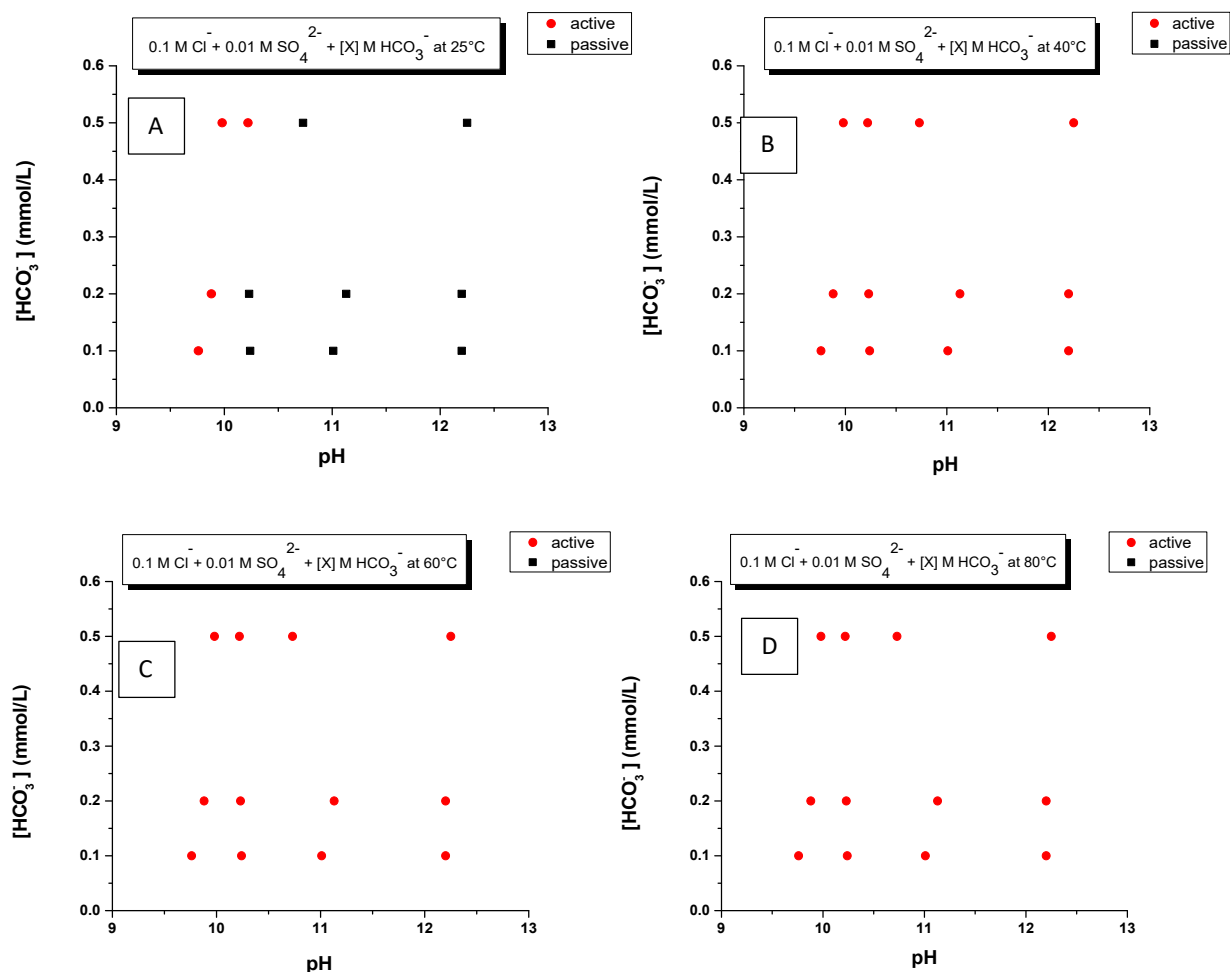 0.1 M Cl⁻ + 0.01 M SO₄²⁻ + [X] M HCO₃⁻ at 25°C
active
passive
A
[HCO₃⁻] (mmol/L)
0.6
0.5
0.4
0.3
0.2
0.1
0.0
9 10 11 12 13
pH
0.1 M Cl⁻ + 0.01 M SO₄²⁻ + [X] M HCO₃⁻ at 40°C
active
passive
B
[HCO₃⁻] (mmol/L)
0.6
0.5
0.4
0.3
0.2
0.1
0.0
9 10 11 12 13
pH
0.1 M Cl⁻ + 0.01 M SO₄²⁻ + [X] M HCO₃⁻ at 60°C
active
passive
C
[HCO₃⁻] (mmol/L)
0.6
0.5
0.4
0.3
0.2
0.1
0.0
9 10 11 12 13
pH
0.1 M Cl⁻ + 0.01 M SO₄²⁻ + [X] M HCO₃⁻ at 80°C
active
passive
D
[HCO₃⁻] (mmol/L)
0.6
0.5
0.4
0.3
0.2
0.1
0.0
9 10 11 12 13
pH